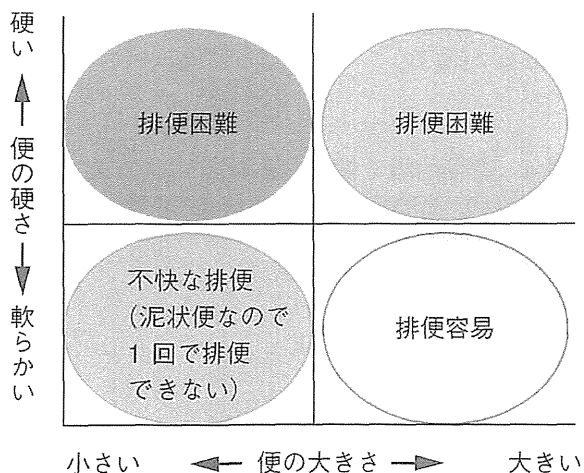 硬い
便の硬さ
軟らかい
排便困難
排便困難
不快な排便
(泥状便なので
1回で排便
できない)
排便容易
小さい
便の大きさ
大きい